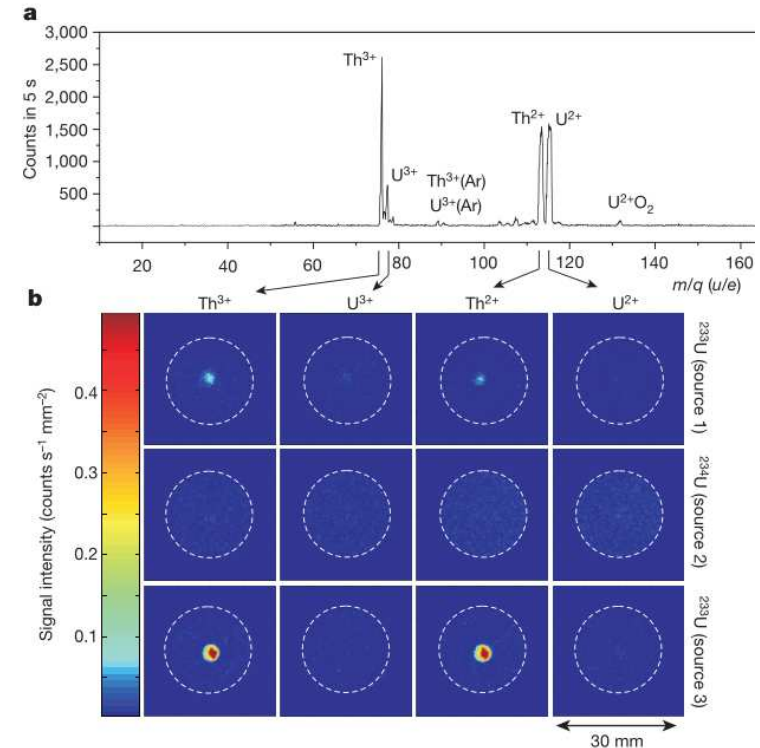 a
3,000
2,500
2,000
1,500
1,000
500
Counts in 5 s
Th³⁺
U³⁺
Th³⁺(Ar)
U³⁺(Ar)
Th²⁺
U²⁺
U²⁺O₂
20 40 60 80 100 120 140 160
m/q (u/e)
b
Th³⁺ U³⁺ Th²⁺ U²⁺
0.4
0.3
0.2
0.1
Signal intensity (counts s⁻¹ mm⁻²)
²³³U (source 1)
²³⁴U (source 2)
²³³U (source 3)
30 mm